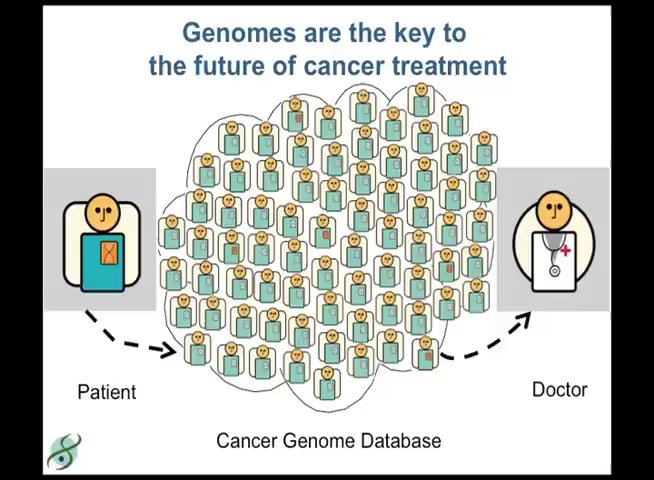 Genomes are the key to
the future of cancer treatment
Patient
Doctor
Cancer Genome Database